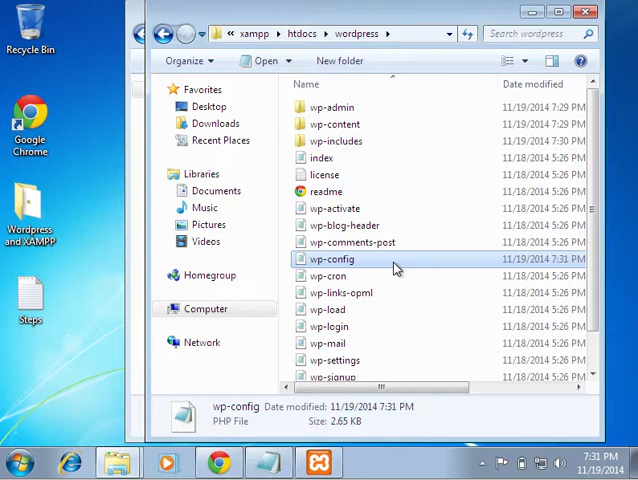 Recycle Bin
Google
Chrome
Wordpress
and XAMPP
Steps
« xampp ▸ htdocs ▸ wordpress ▸
Search wordpress
Organize
Open
New folder
Name
Date modified
Favorites
Desktop
Downloads
Recent Places
Libraries
Documents
Music
Pictures
Videos
Homegroup
Computer
Network
wp-admin 11/19/2014 7:29 PM
wp-content 11/19/2014 7:29 PM
wp-includes 11/19/2014 7:30 PM
index 11/18/2014 5:26 PM
license 11/18/2014 5:26 PM
readme 11/18/2014 5:26 PM
wp-activate 11/18/2014 5:26 PM
wp-blog-header 11/18/2014 5:26 PM
wp-comments-post 11/18/2014 5:26 PM
wp-config 11/19/2014 7:31 PM
wp-cron 11/18/2014 5:26 PM
wp-links-opml 11/18/2014 5:26 PM
wp-load 11/18/2014 5:26 PM
wp-login 11/18/2014 5:26 PM
wp-mail 11/18/2014 5:26 PM
wp-settings 11/18/2014 5:26 PM
wp-signup 11/18/2014 5:26 PM
wp-config Date modified: 11/19/2014 7:31 PM
PHP File Size: 2.65 KB
7:31 PM
11/19/2014